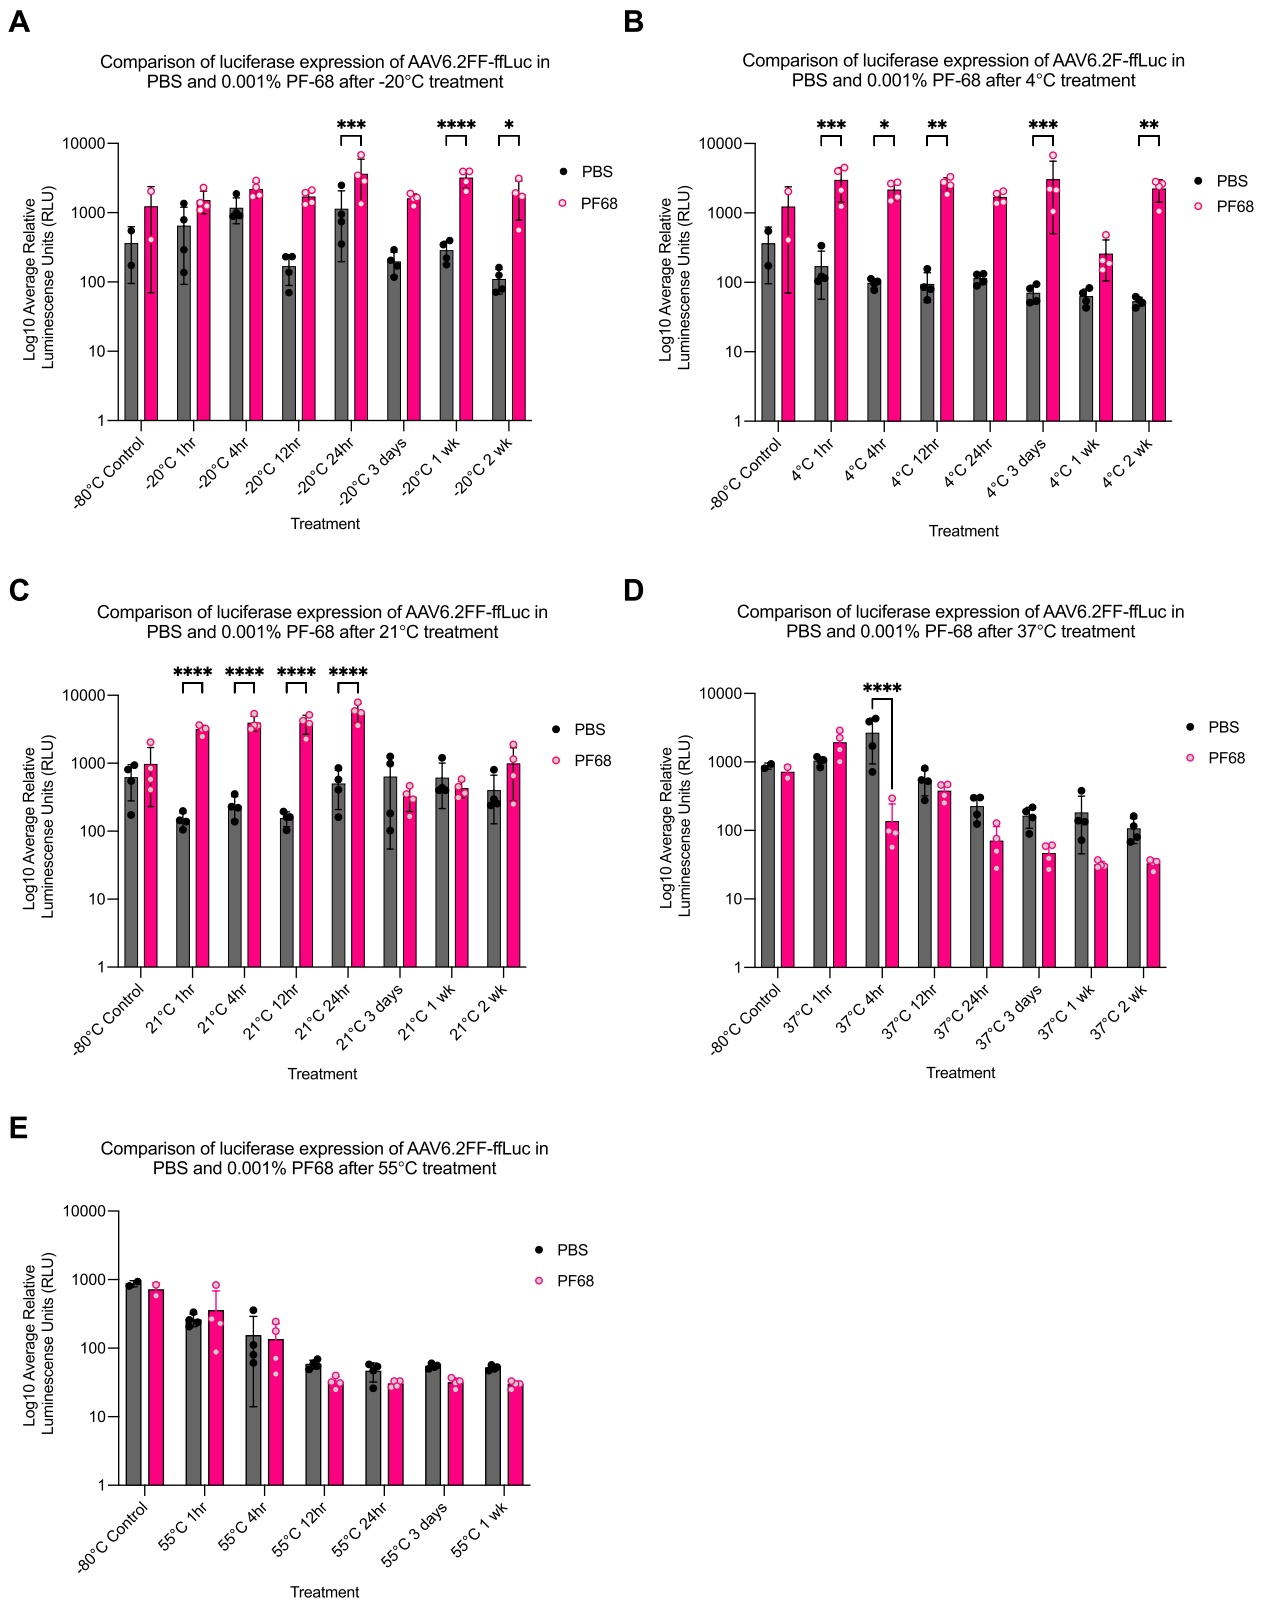 A
Comparison of luciferase expression of AAV6.2FF-ffLuc in
PBS and 0.001% PF-68 after -20°C treatment
Log10 Average Relative
Luminescense Units (RLU)
10000
1000
100
10
1
*** **** *
PBS
PF68
-80°C Control
-20°C 1hr
-20°C 4hr
-20°C 12hr
-20°C 24hr
-20°C 3 days
-20°C 1 wk
-20°C 2 wk
Treatment
B
Comparison of luciferase expression of AAV6.2F-ffLuc in
PBS and 0.001% PF-68 after 4°C treatment
Log10 Average Relative
Luminescense Units (RLU)
10000
1000
100
10
1
*** * ** *** **
PBS
PF68
-80°C Control
4°C 1hr
4°C 4hr
4°C 12hr
4°C 24hr
4°C 3 days
4°C 1 wk
4°C 2 wk
Treatment
C
Comparison of luciferase expression of AAV6.2FF-ffLuc in
PBS and 0.001% PF-68 after 21°C treatment
Log10 Average Relative
Luminescense Units (RLU)
10000
1000
100
10
1
**** **** **** ****
PBS
PF68
-80°C Control
21°C 1hr
21°C 4hr
21°C 12hr
21°C 24hr
21°C 3 days
21°C 1 wk
21°C 2 wk
Treatment
D
Comparison of luciferase expression of AAV6.2FF-ffLuc in
PBS and 0.001% PF-68 after 37°C treatment
Log10 Average Relative
Luminescense Units (RLU)
10000
1000
100
10
1
****
PBS
PF68
-80°C Control
37°C 1hr
37°C 4hr
37°C 12hr
37°C 24hr
37°C 3 days
37°C 1 wk
37°C 2 wk
Treatment
E
Comparison of luciferase expression of AAV6.2FF-ffLuc in
PBS and 0.001% PF68 after 55°C treatment
Log10 Average Relative
Luminescense Units (RLU)
10000
1000
100
10
1
PBS
PF68
-80°C Control
55°C 1hr
55°C 4hr
55°C 12hr
55°C 24hr
55°C 3 days
55°C 1 wk
Treatment